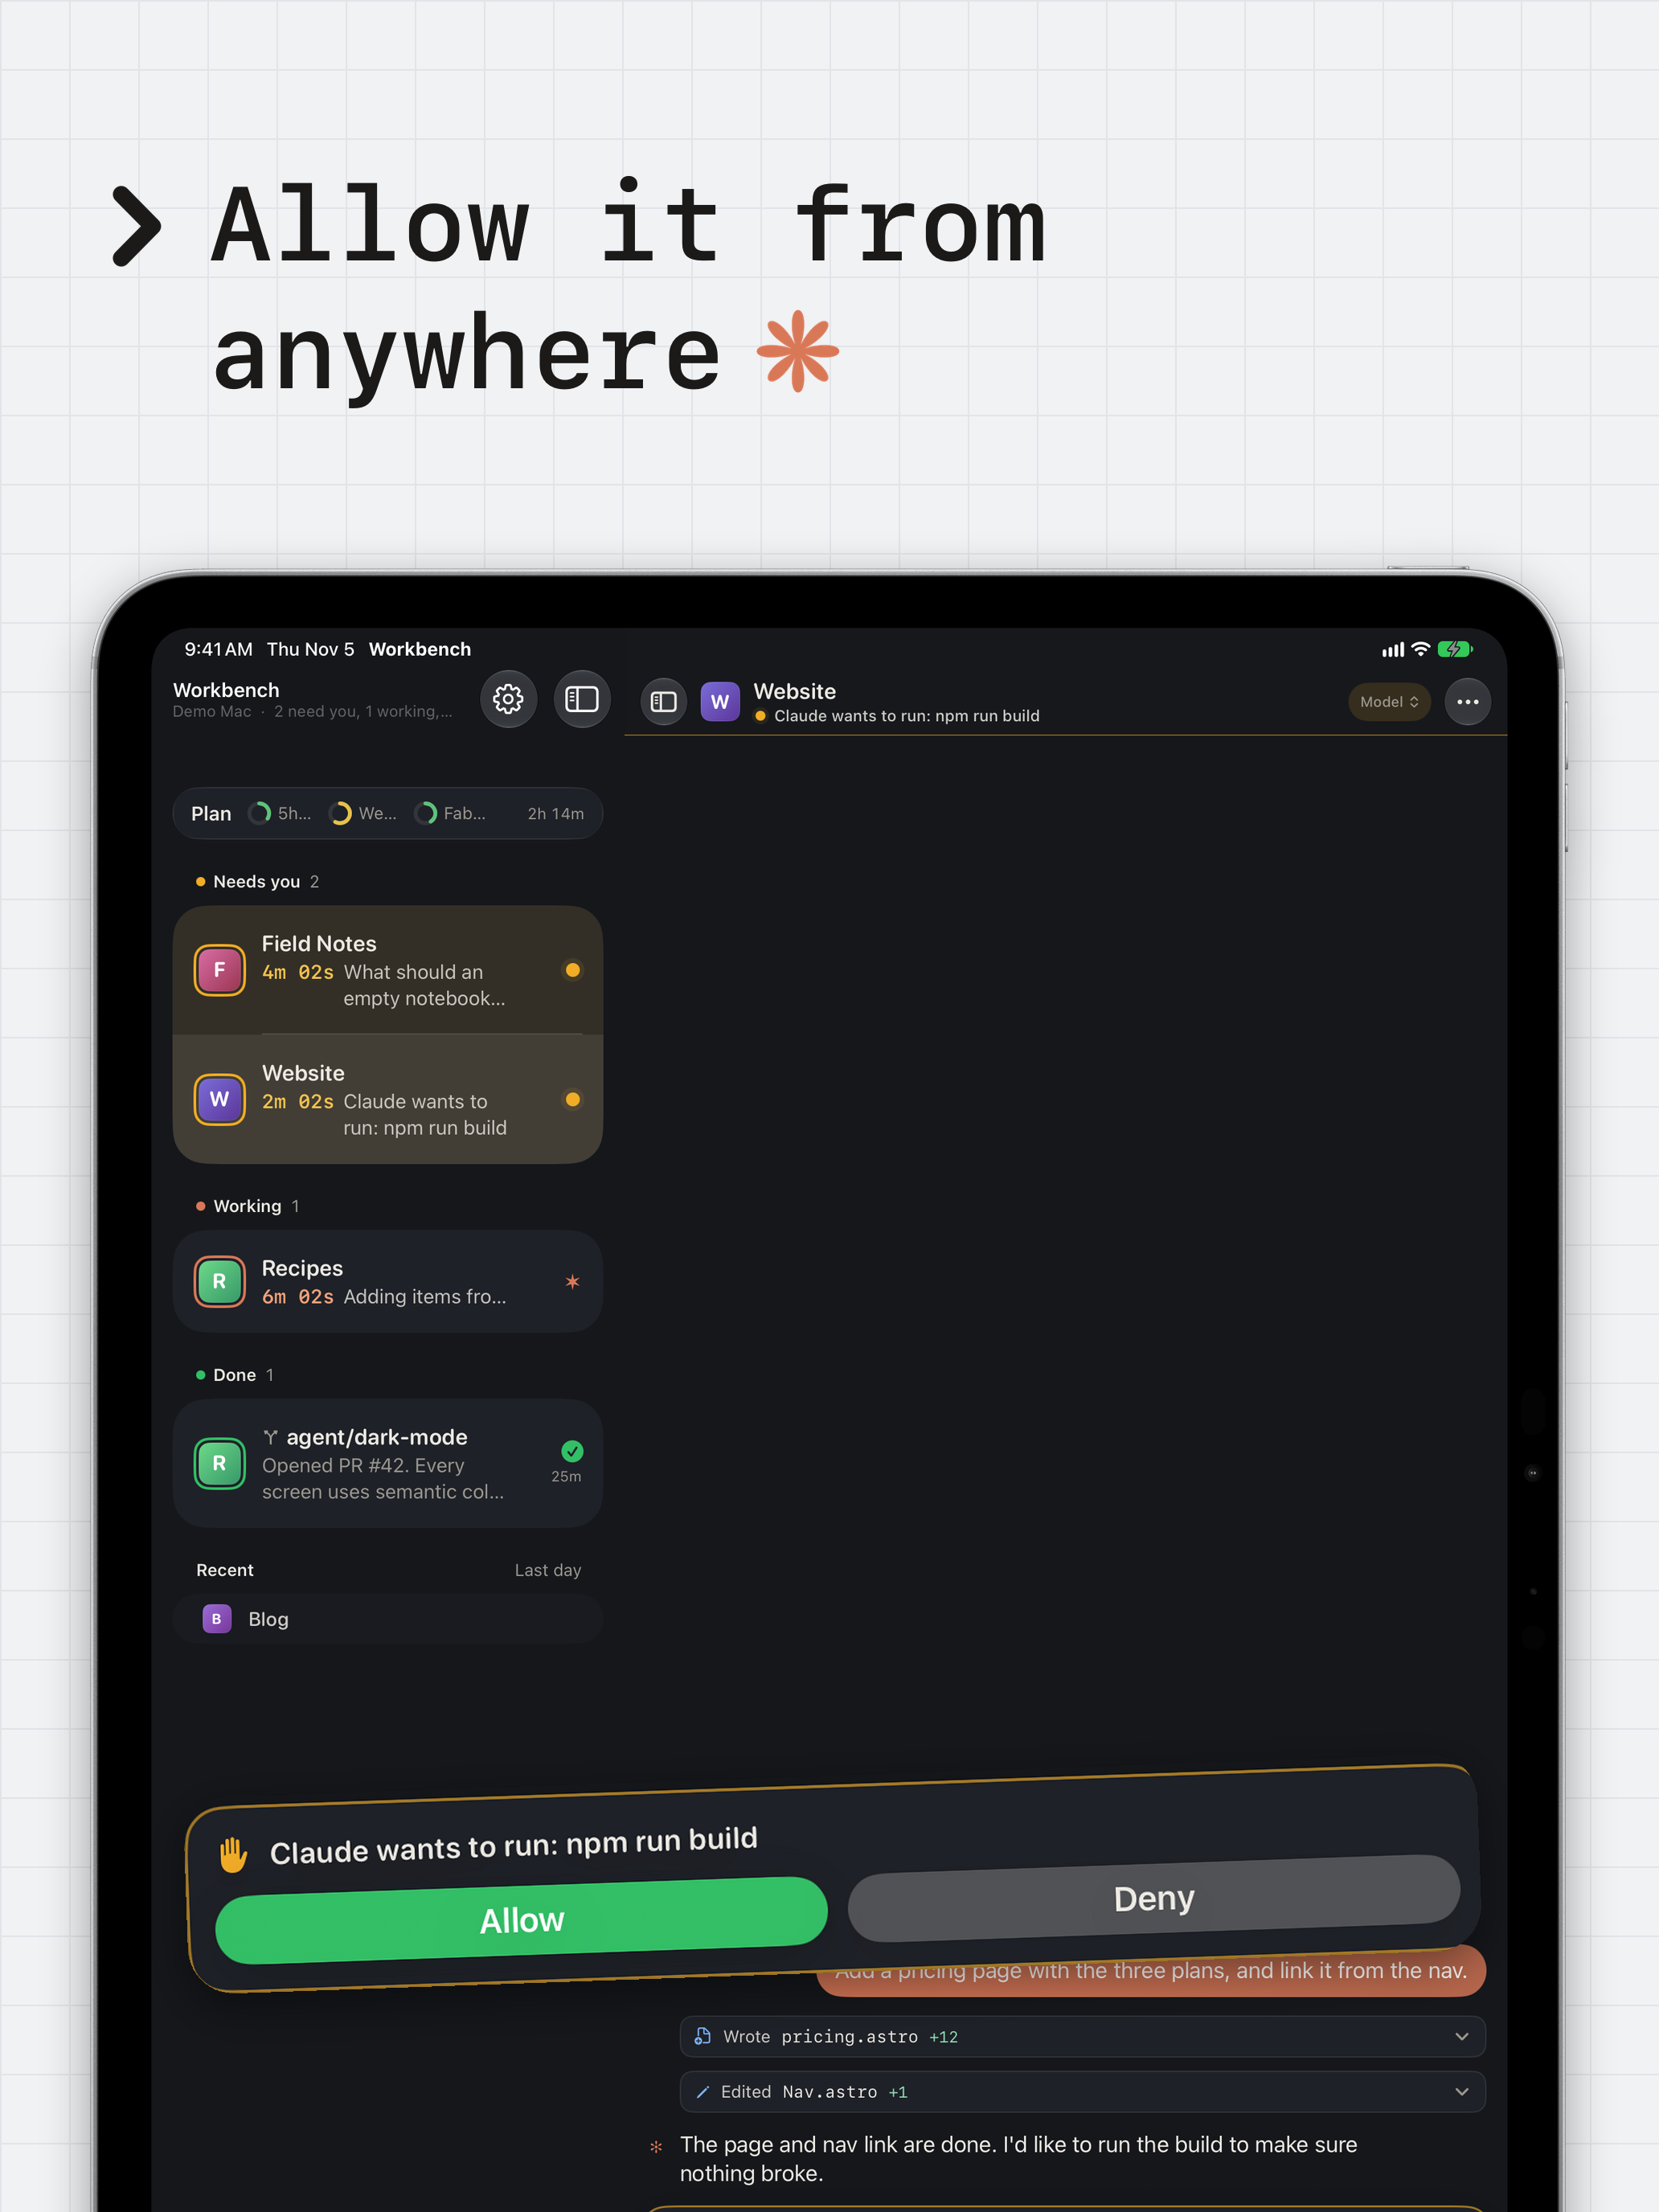 Allow it from
anywhere
9:41 AM Thu Nov 5 Workbench
Workbench
Demo Mac · 2 need you, 1 working,...
W
Website
Claude wants to run: npm run build
Model
Plan 5h... We... Fab... 2h 14m
Needs you 2
F
Field Notes
4m 02s What should an
empty notebook...
W
Website
2m 02s Claude wants to
run: npm run build
Working 1
R
Recipes
6m 02s Adding items fro...
Done 1
R
agent/dark-mode
Opened PR #42. Every
screen uses semantic col...
25m
Recent Last day
B Blog
Claude wants to run: npm run build
Allow Deny
Add a pricing page with the three plans, and link it from the nav.
Wrote pricing.astro +12
Edited Nav.astro +1
The page and nav link are done. I'd like to run the build to make sure
nothing broke.